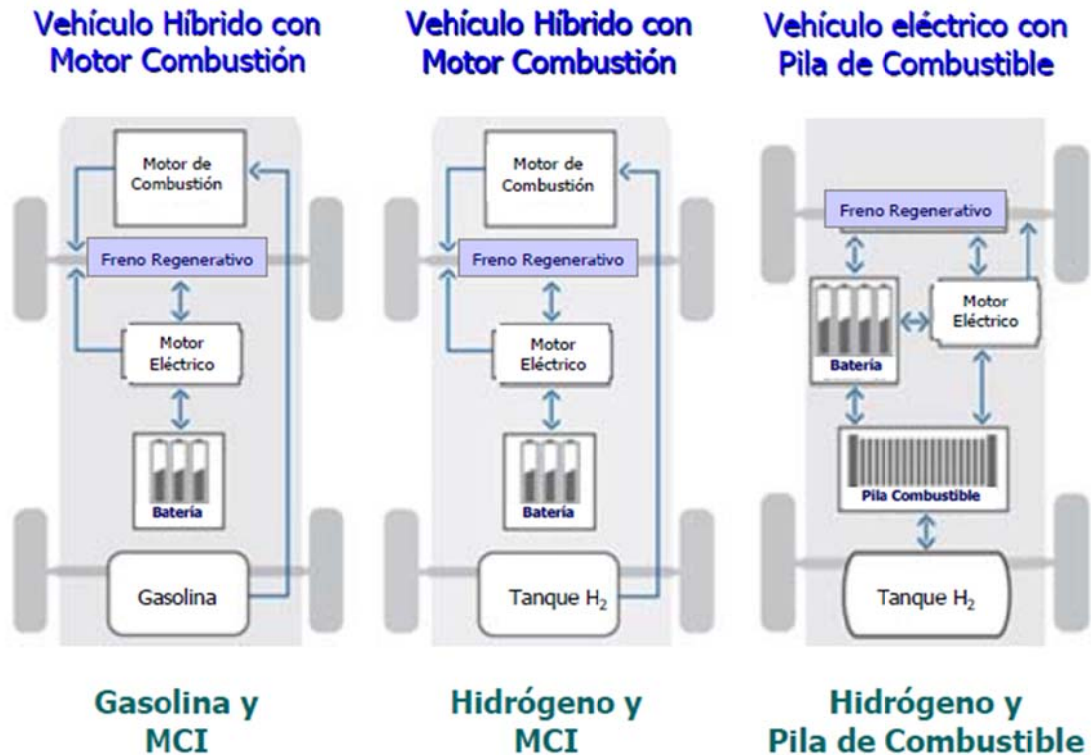 Vehículo Híbrido con
Motor Combustión
Motor de
Combustión
Freno Regenerativo
Motor
Eléctrico
Batería
Gasolina
Gasolina y
MCI
Vehículo Híbrido con
Motor Combustión
Motor de
Combustión
Freno Regenerativo
Motor
Eléctrico
Batería
Tanque H₂
Hidrógeno y
MCI
Vehículo eléctrico con
Pila de Combustible
Freno Regenerativo
Motor
Eléctrico
Batería
Pila Combustible
Tanque H₂
Hidrógeno y
Pila de Combustible